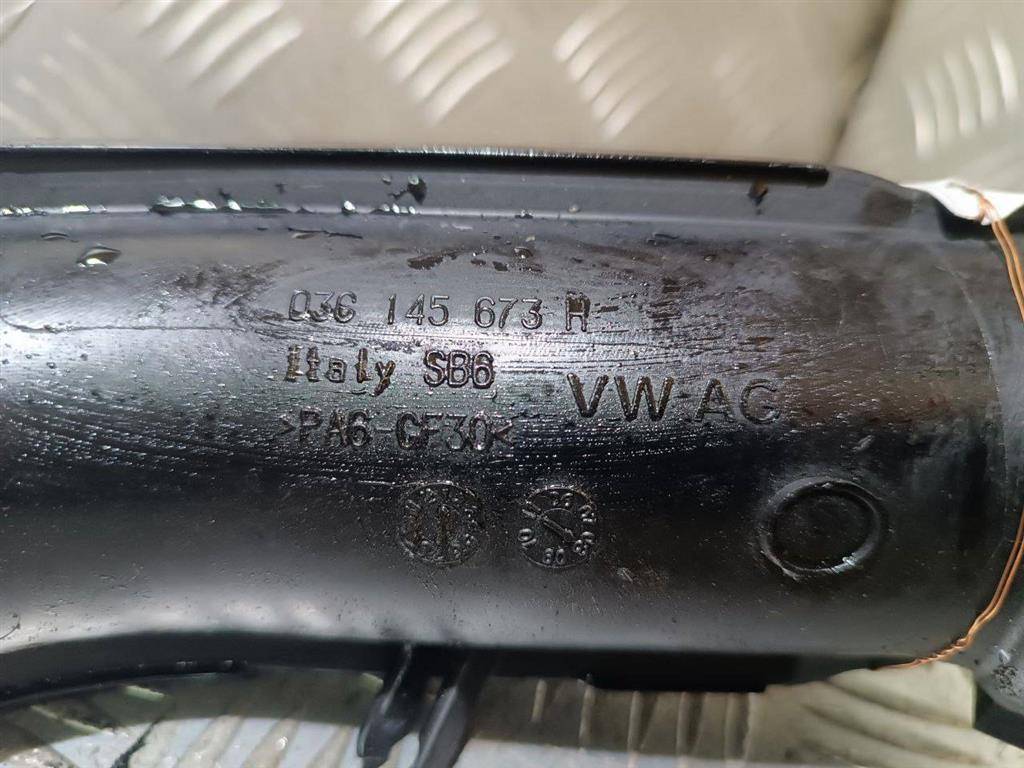 03C 145 673 H
Italy SB6
VW-AG
>PA6-GF30<